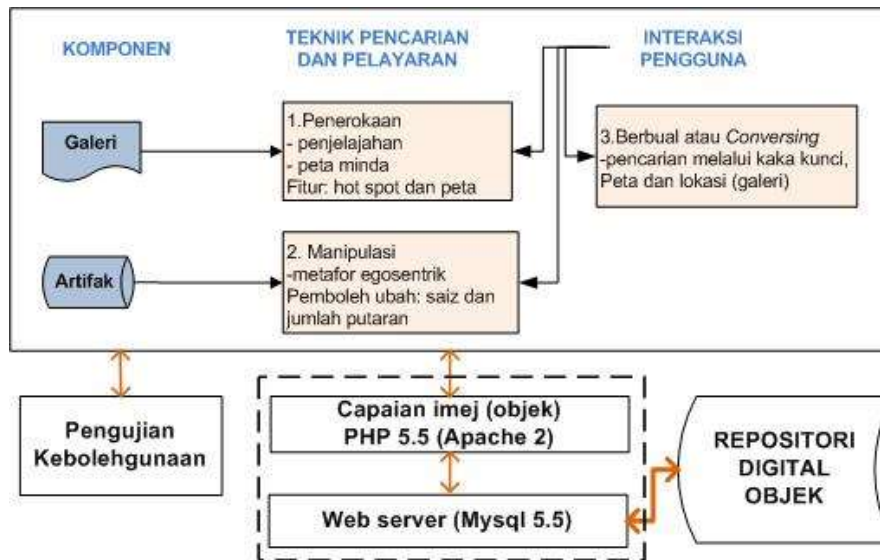 KOMPONEN
TEKNIK PENCARIAN
DAN PELAYARAN
INTERAKSI
PENGGUNA
Galeri
1.Penerokaan
- penjelajahan
- peta minda
Fitur: hot spot dan peta
3.Berbual atau Conversing
-pencarian melalui kaka kunci,
Peta dan lokasi (galeri)
Artifak
2. Manipulasi
-metafor egosentrik
Pemboleh ubah: saiz dan
jumlah putaran
Pengujian
Kebolehgunaan
Capaian imej (objek)
PHP 5.5 (Apache 2)
Web server (Mysql 5.5)
REPOSITORI
DIGITAL
OBJEK